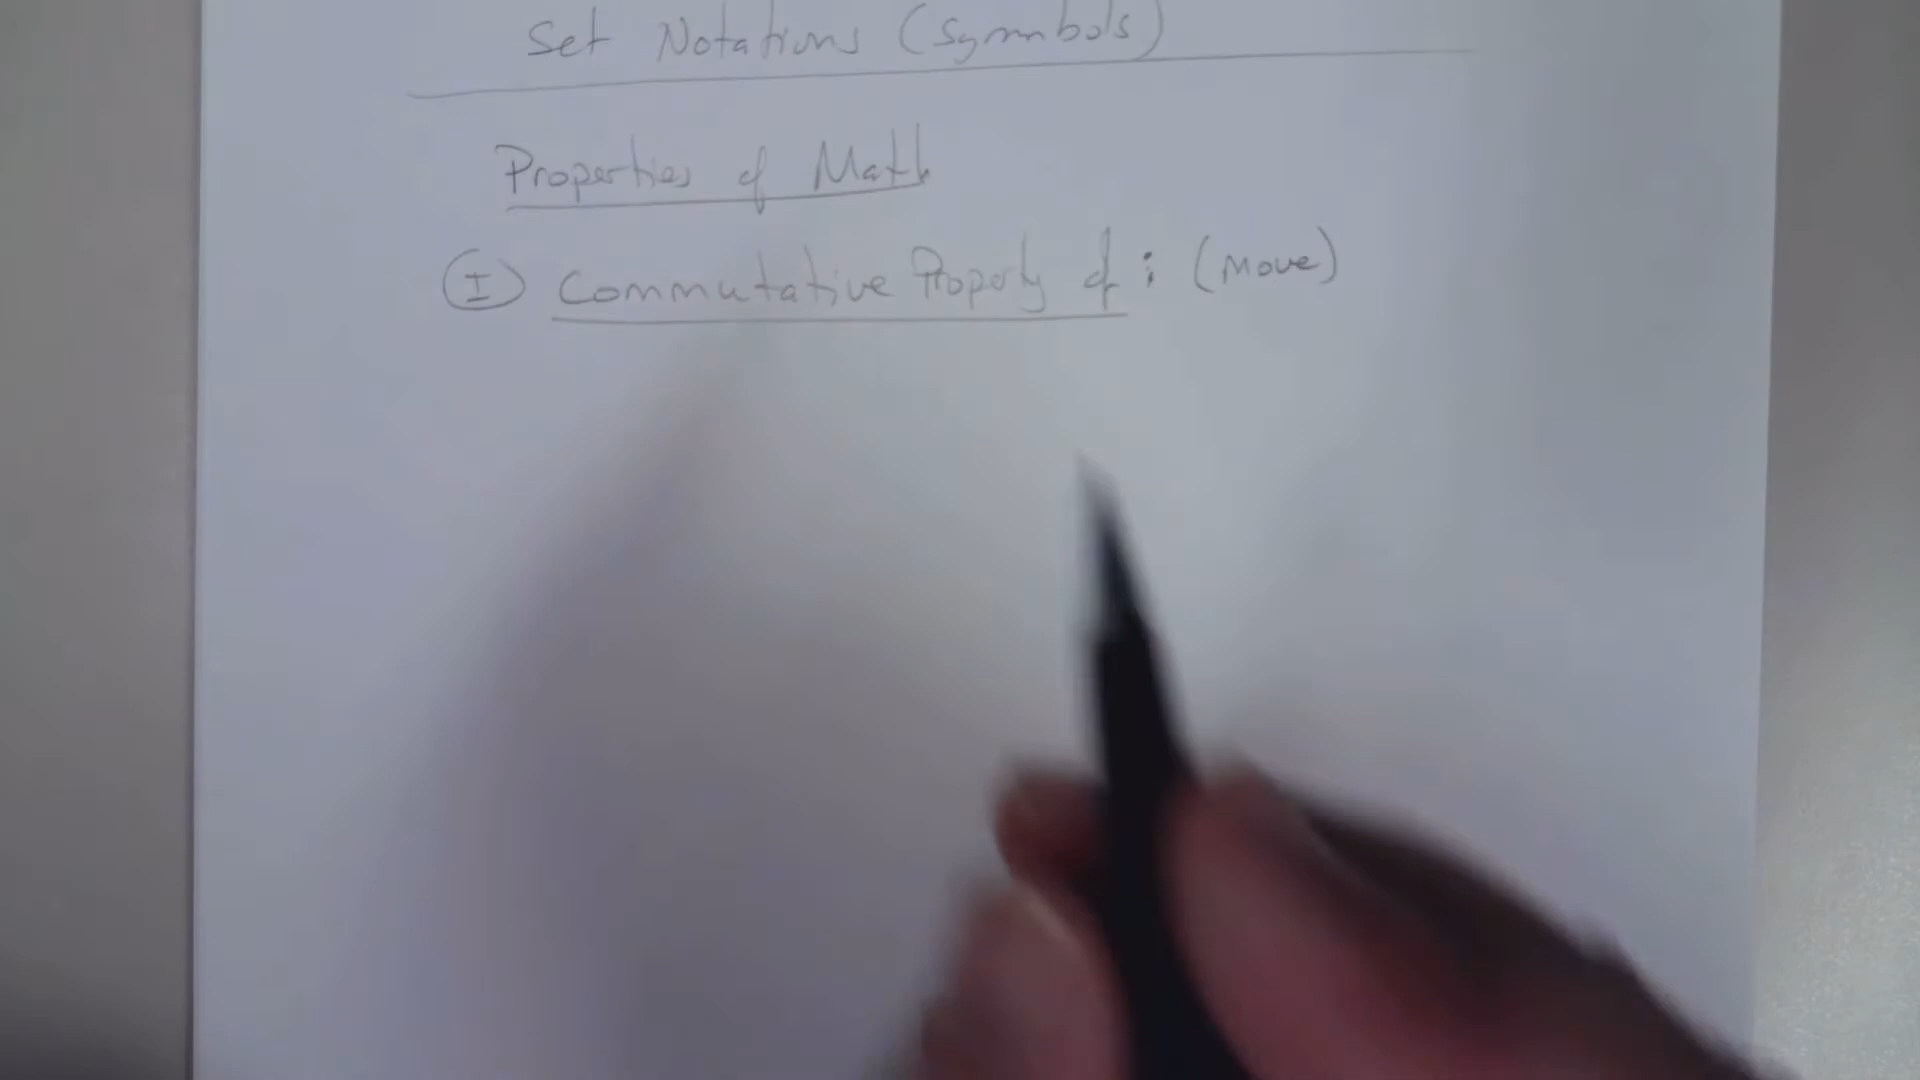 Set Notations (Symbols)
Properties of Math
I Commutative Property of : (Move)